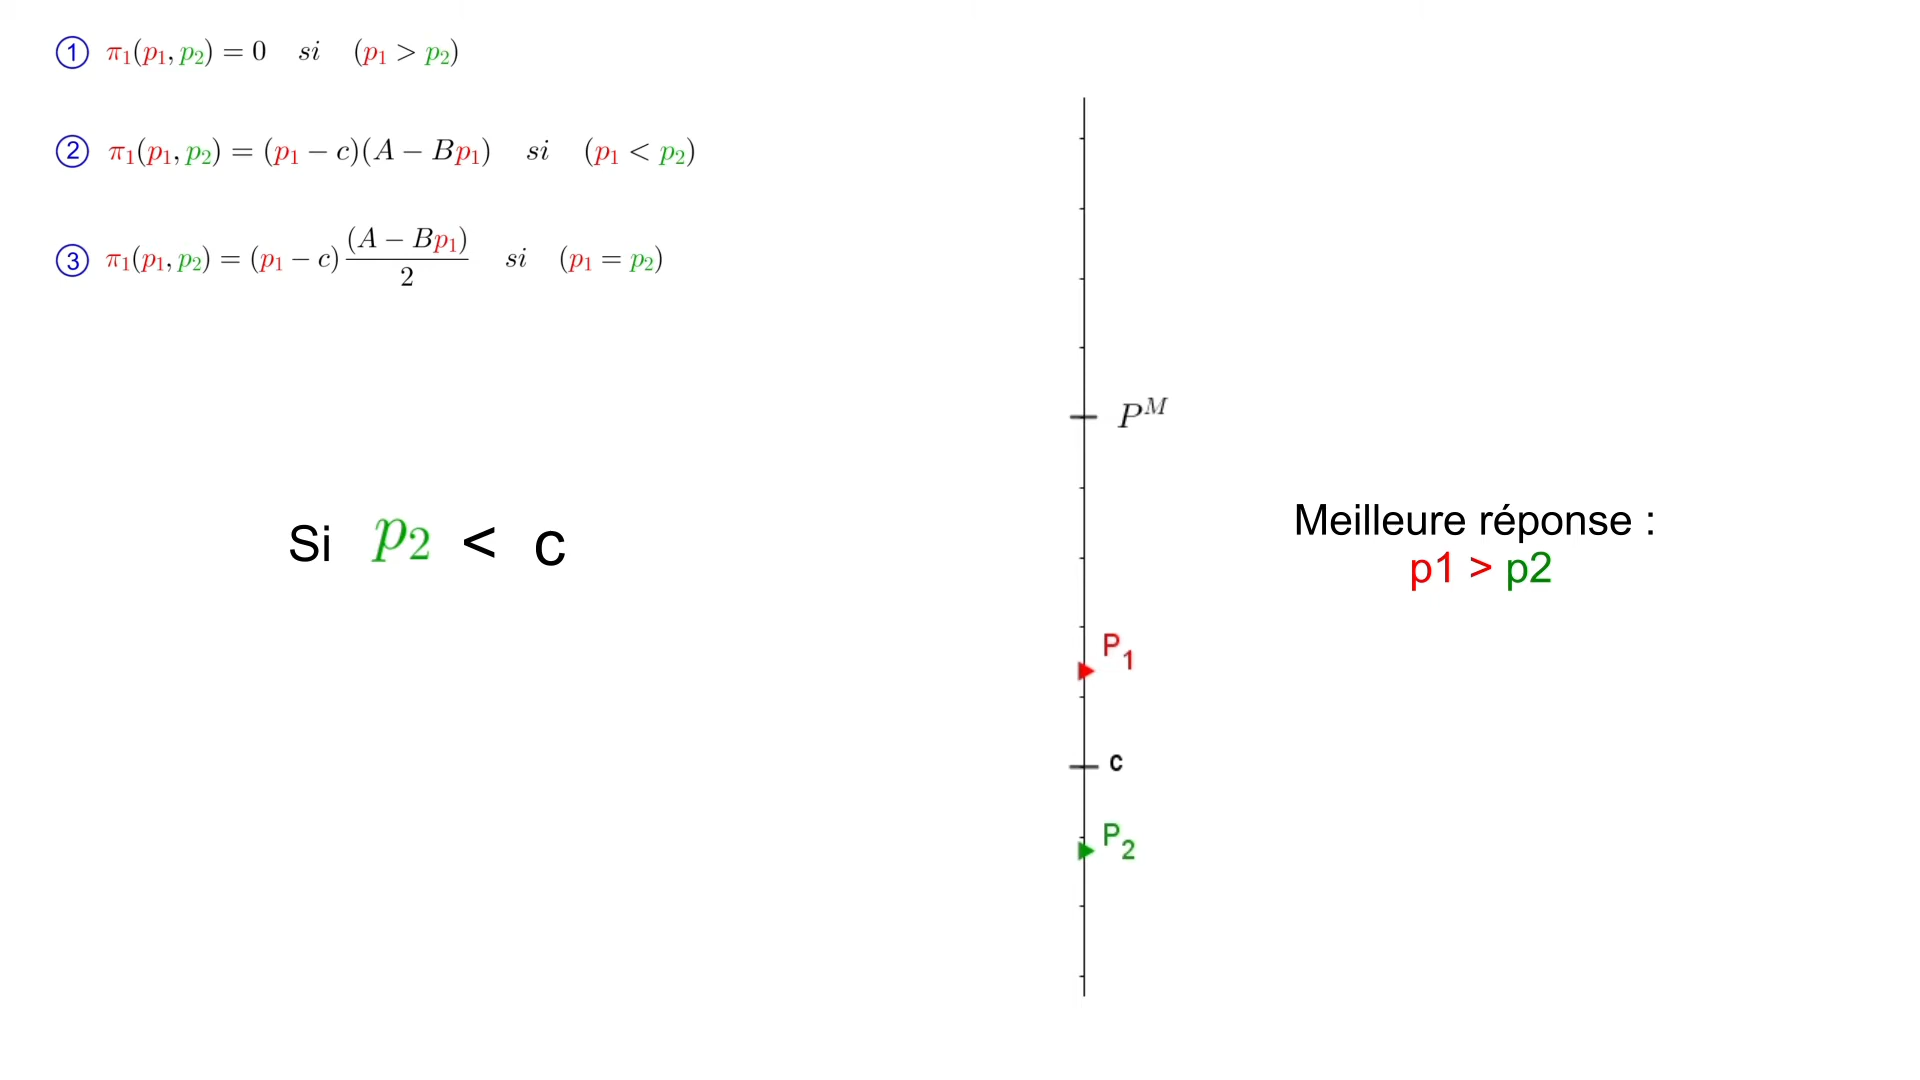 ① π₁(p₁, p₂) = 0 si (p₁ > p₂)
② π₁(p₁, p₂) = (p₁ − c)(A − Bp₁) si (p₁ < p₂)
③ π₁(p₁, p₂) = (p₁ − c) (A − Bp₁)/2 si (p₁ = p₂)
P^M
Si p₂ < c
Meilleure réponse :
p1 > p2
P₁
c
P₂